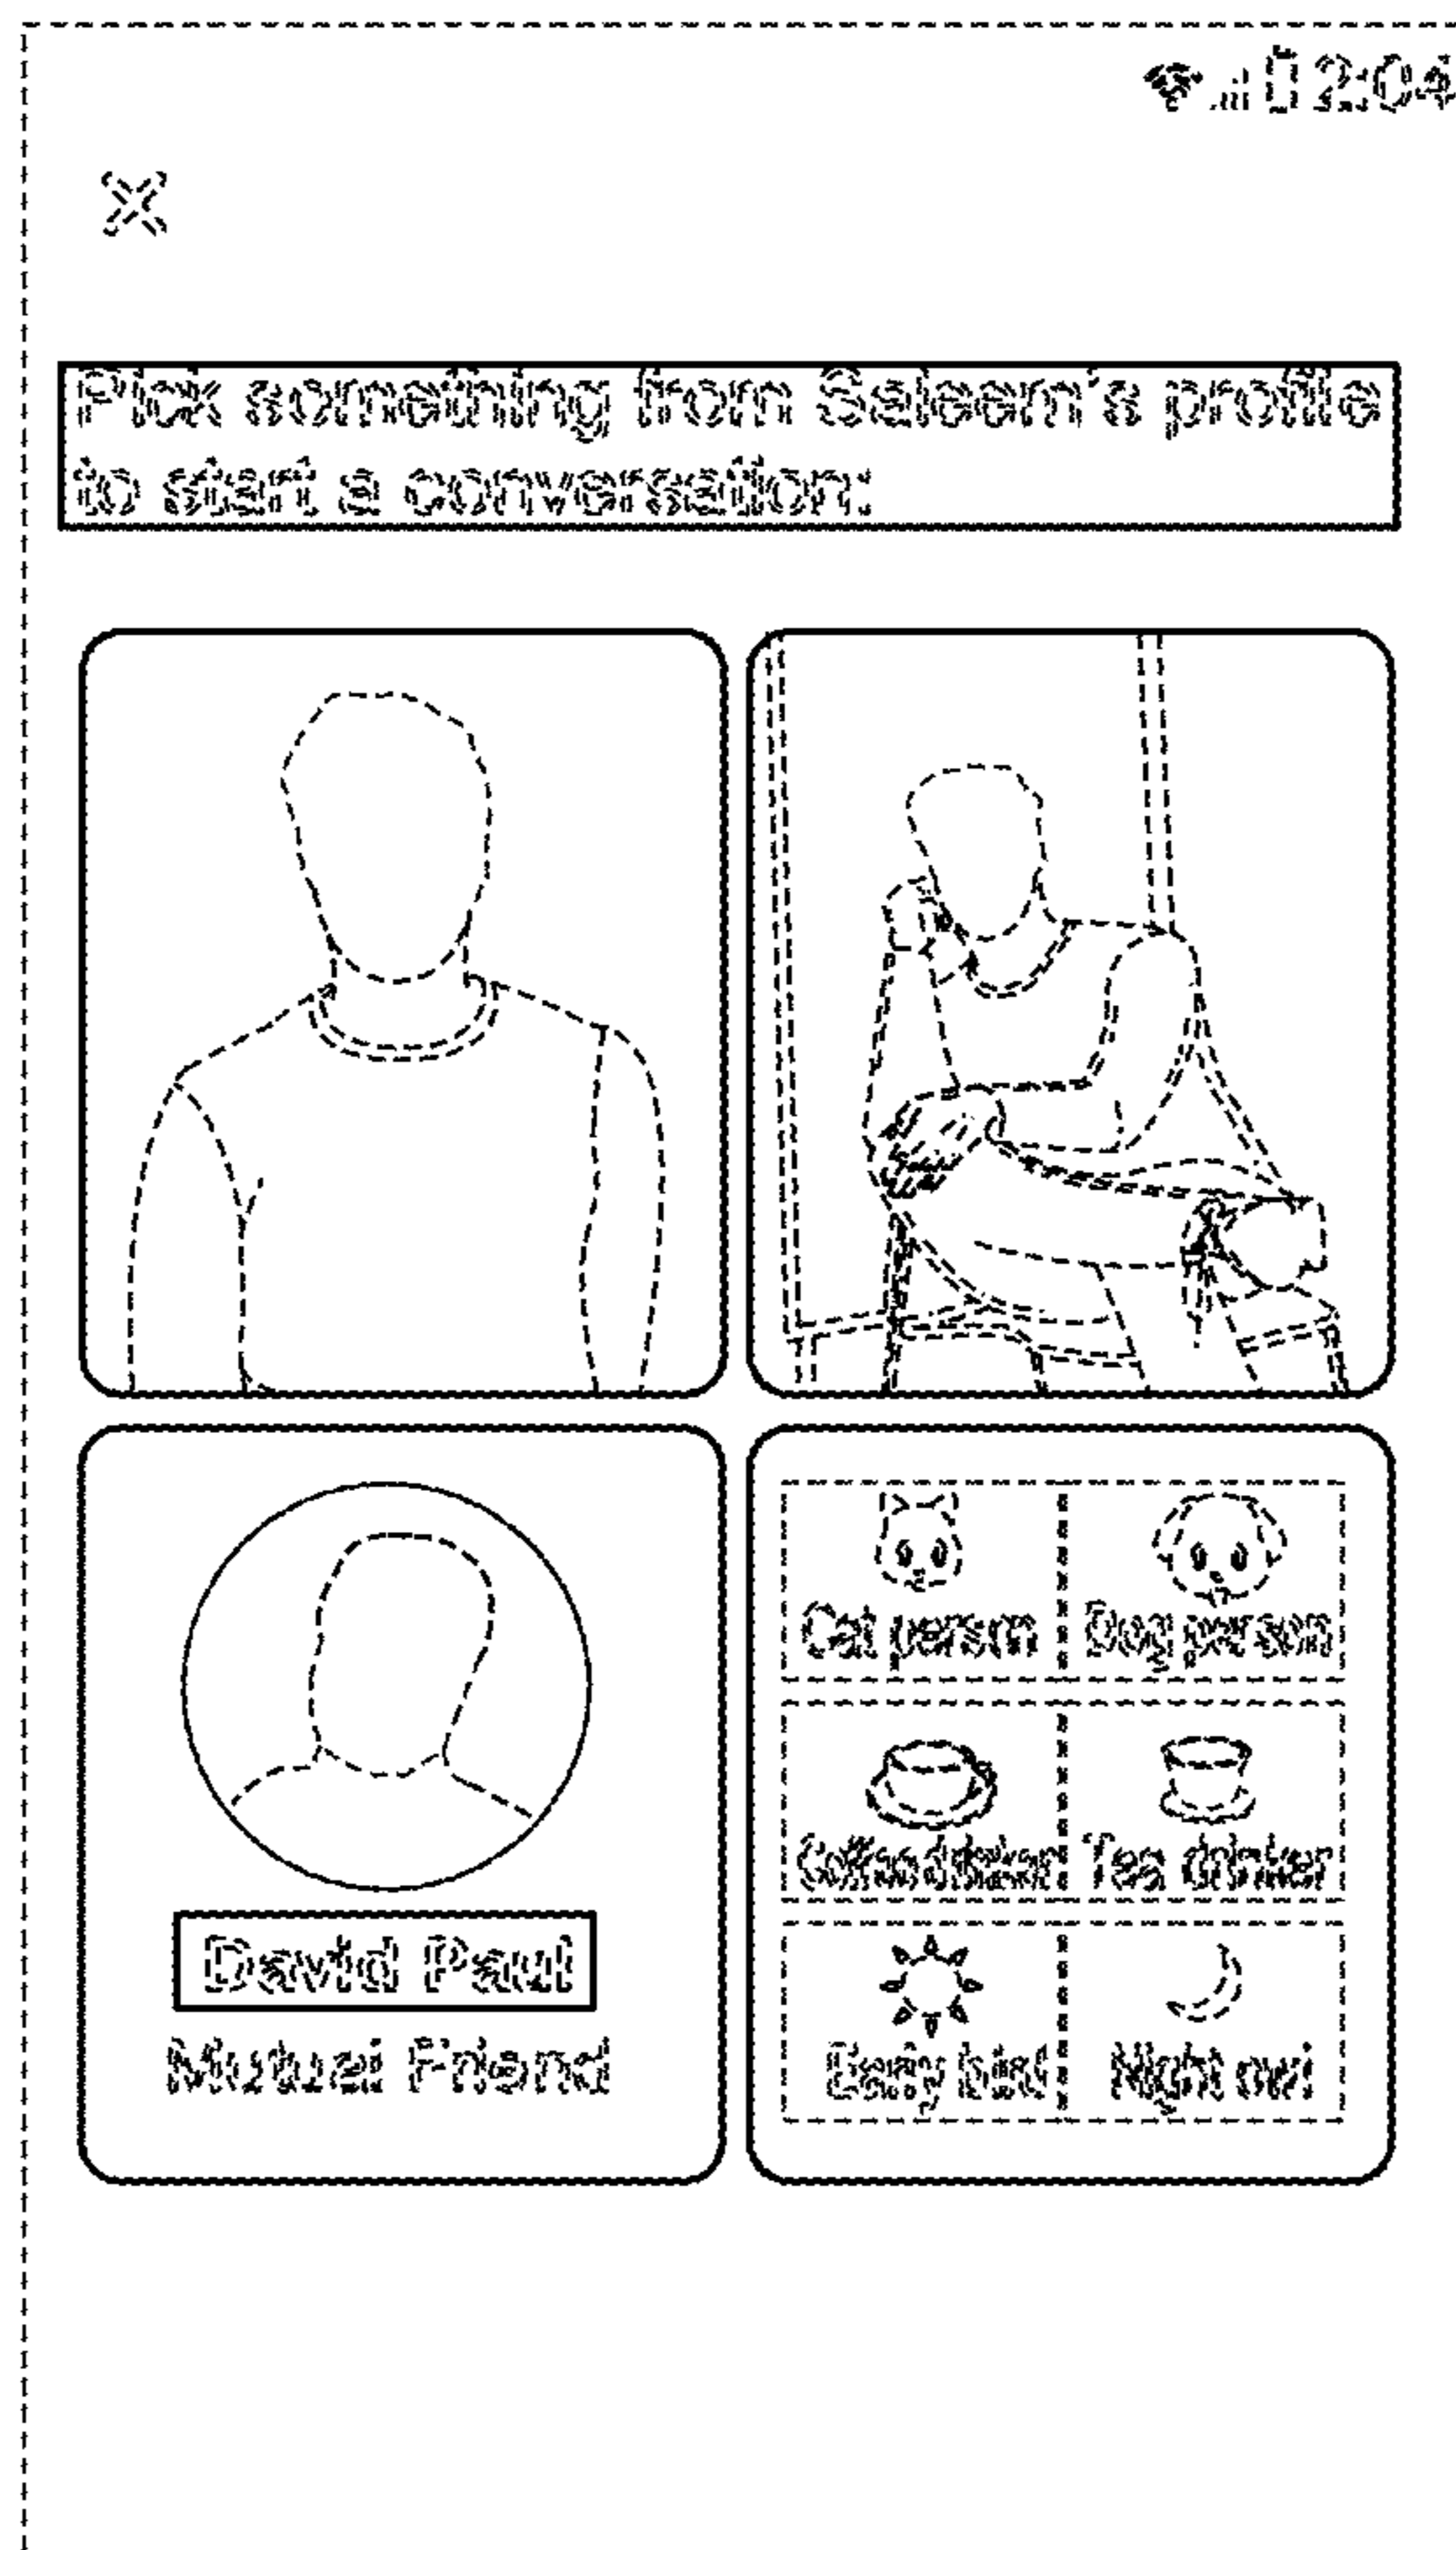 2:04
Pick something from Saleem's profile
to start a conversation:
Cat person Dog person
Coffee drinker Tea drinker
David Paul
Mutual Friend
Early bird Night owl